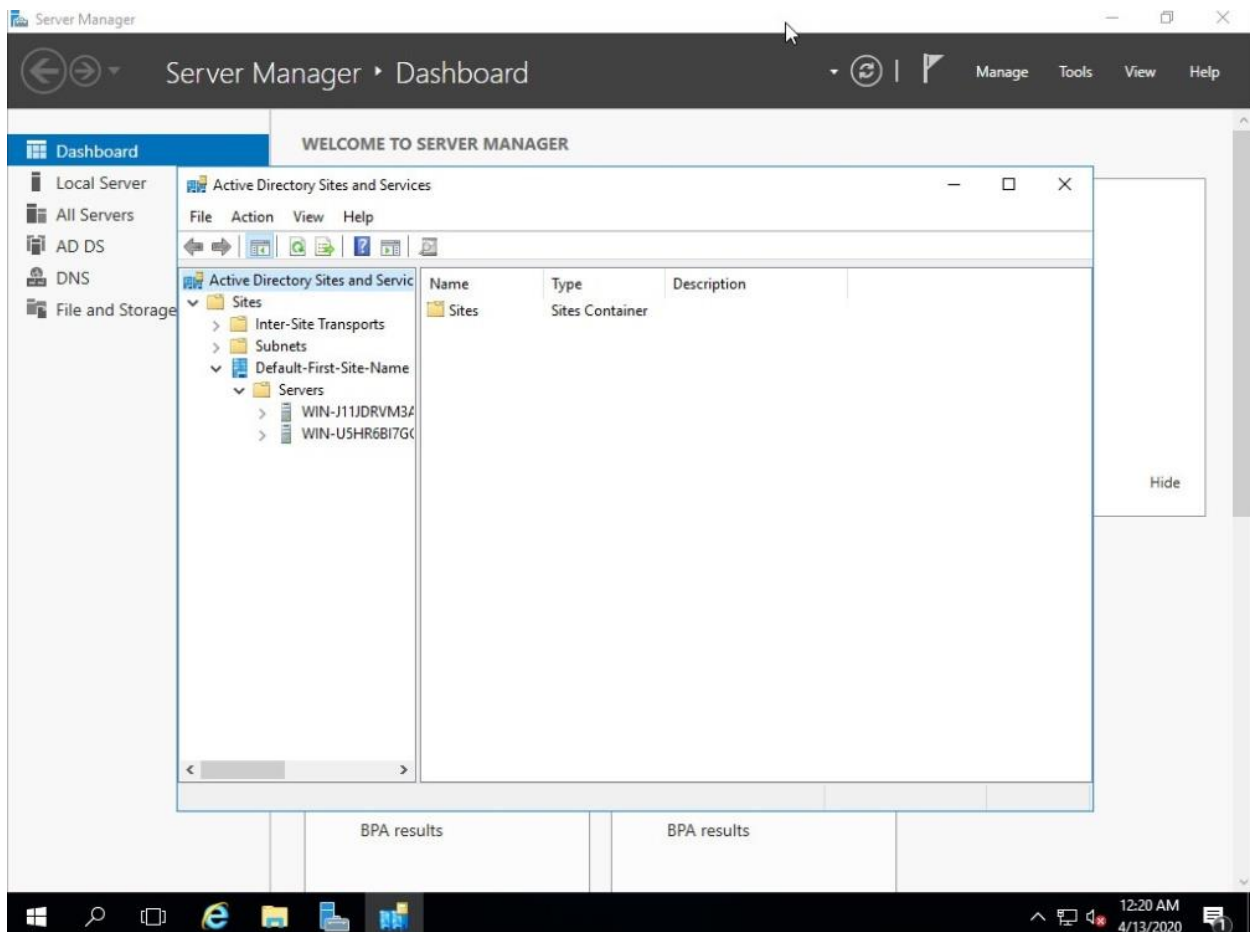 Server Manager
Server Manager • Dashboard
Manage Tools View Help
Dashboard
Local Server
All Servers
AD DS
DNS
File and Storage
WELCOME TO SERVER MANAGER
Active Directory Sites and Services
File Action View Help
Active Directory Sites and Servic
Sites
Inter-Site Transports
Subnets
Default-First-Site-Name
Servers
WIN-J11JDRVM3A
WIN-U5HR6BI7G
Name Type Description
Sites Sites Container
Hide
BPA results BPA results
12:20 AM
4/13/2020
1